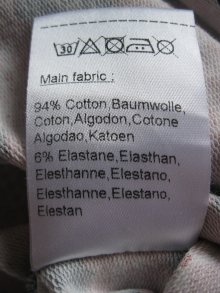 30
Main fabric :
94% Cotton,Baumwolle,
Coton,Algodon,Cotone
Algodao,Katoen
6% Elastane,Elasthan,
Elesthanne,Elestano,
Elesthanne,Elestano,
Elestan